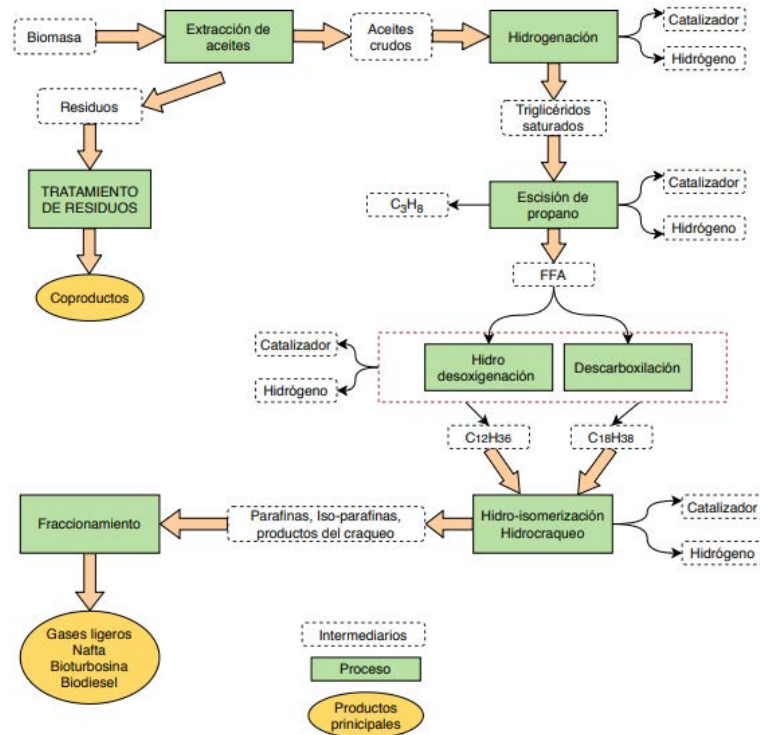 Biomasa
Extracción de
aceites
Aceites
crudos
Hidrogenación
Catalizador
Hidrógeno
Residuos
Triglicéridos
saturados
TRATAMIENTO
DE RESIDUOS
C3H8
Escisión de
propano
Catalizador
Hidrógeno
Coproductos
FFA
Catalizador
Hidrógeno
Hidro
desoxigenación
Descarboxilación
C12H36
C18H38
Fraccionamiento
Parafinas, Iso-parafinas,
productos del craqueo
Hidro-isomerización
Hidrocraqueo
Catalizador
Hidrógeno
Gases ligeros
Nafta
Bioturbosina
Biodiesel
Intermediarios
Proceso
Productos
prinicipales